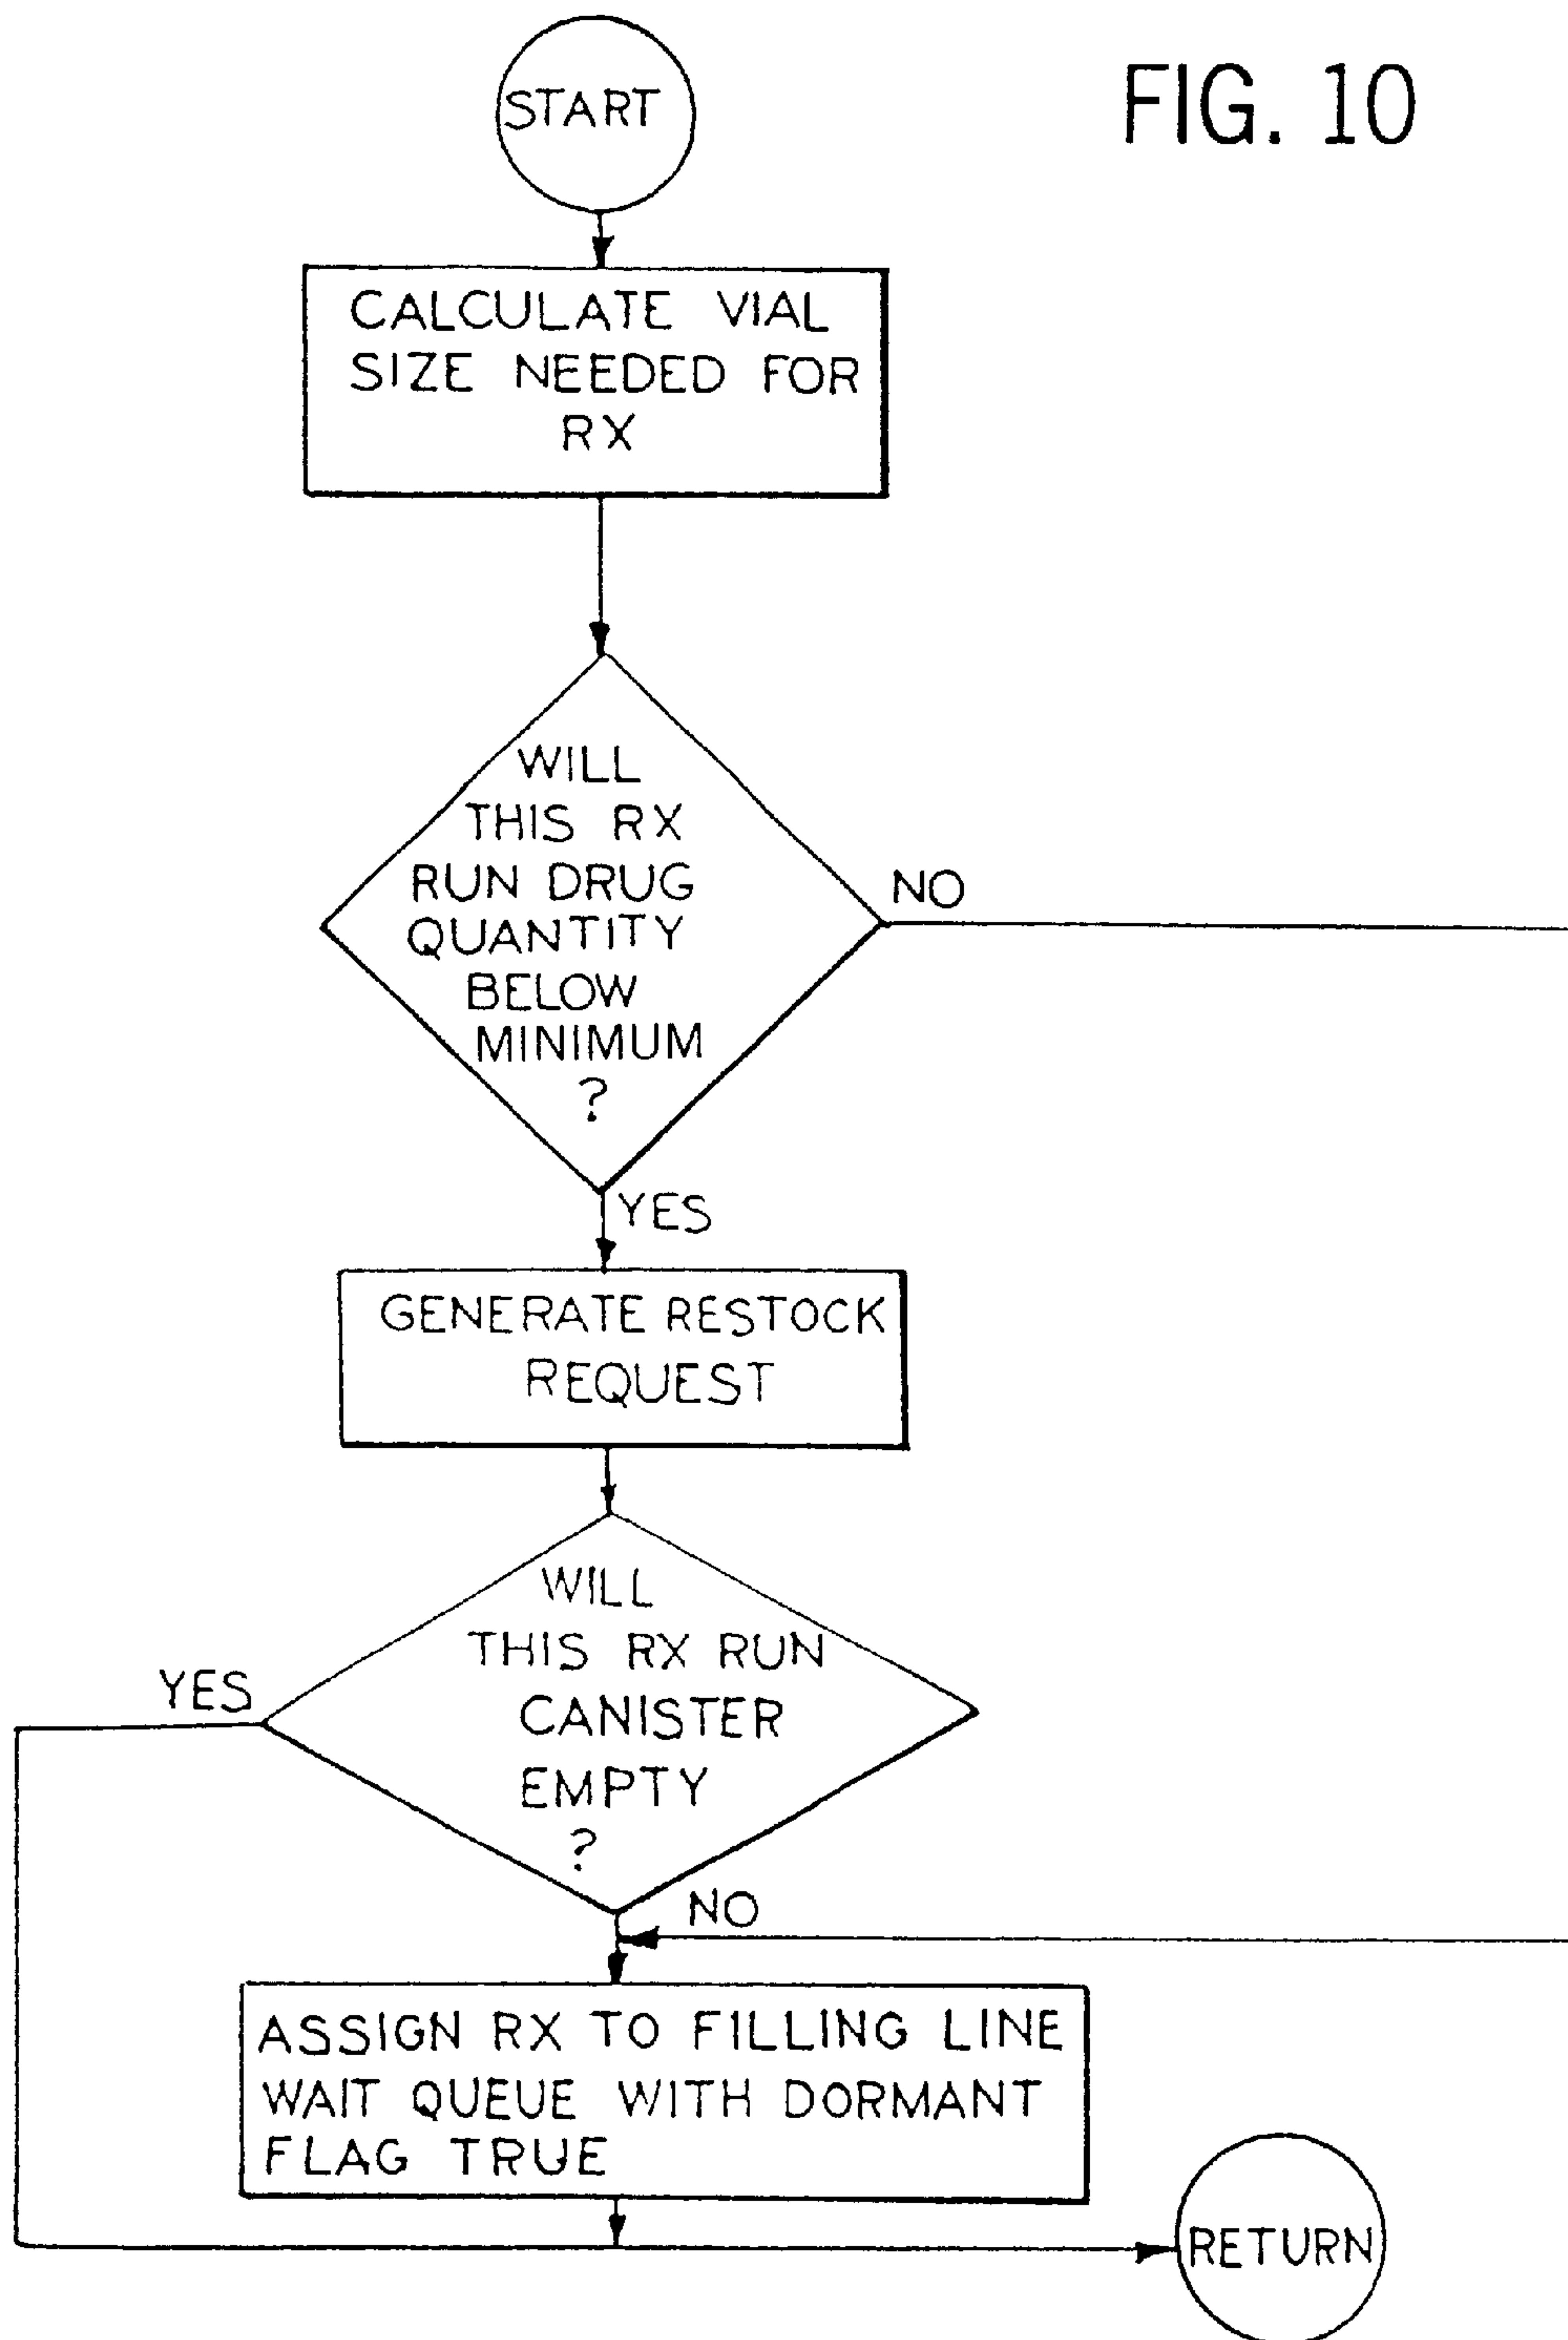 START
FIG. 10
CALCULATE VIAL
SIZE NEEDED FOR
RX
WILL
THIS RX
RUN DRUG
QUANTITY
BELOW
MINIMUM
?
NO
YES
GENERATE RESTOCK
REQUEST
WILL
THIS RX RUN
CANISTER
EMPTY
?
YES
NO
ASSIGN RX TO FILLING LINE
WAIT QUEUE WITH DORMANT
FLAG TRUE
RETURN